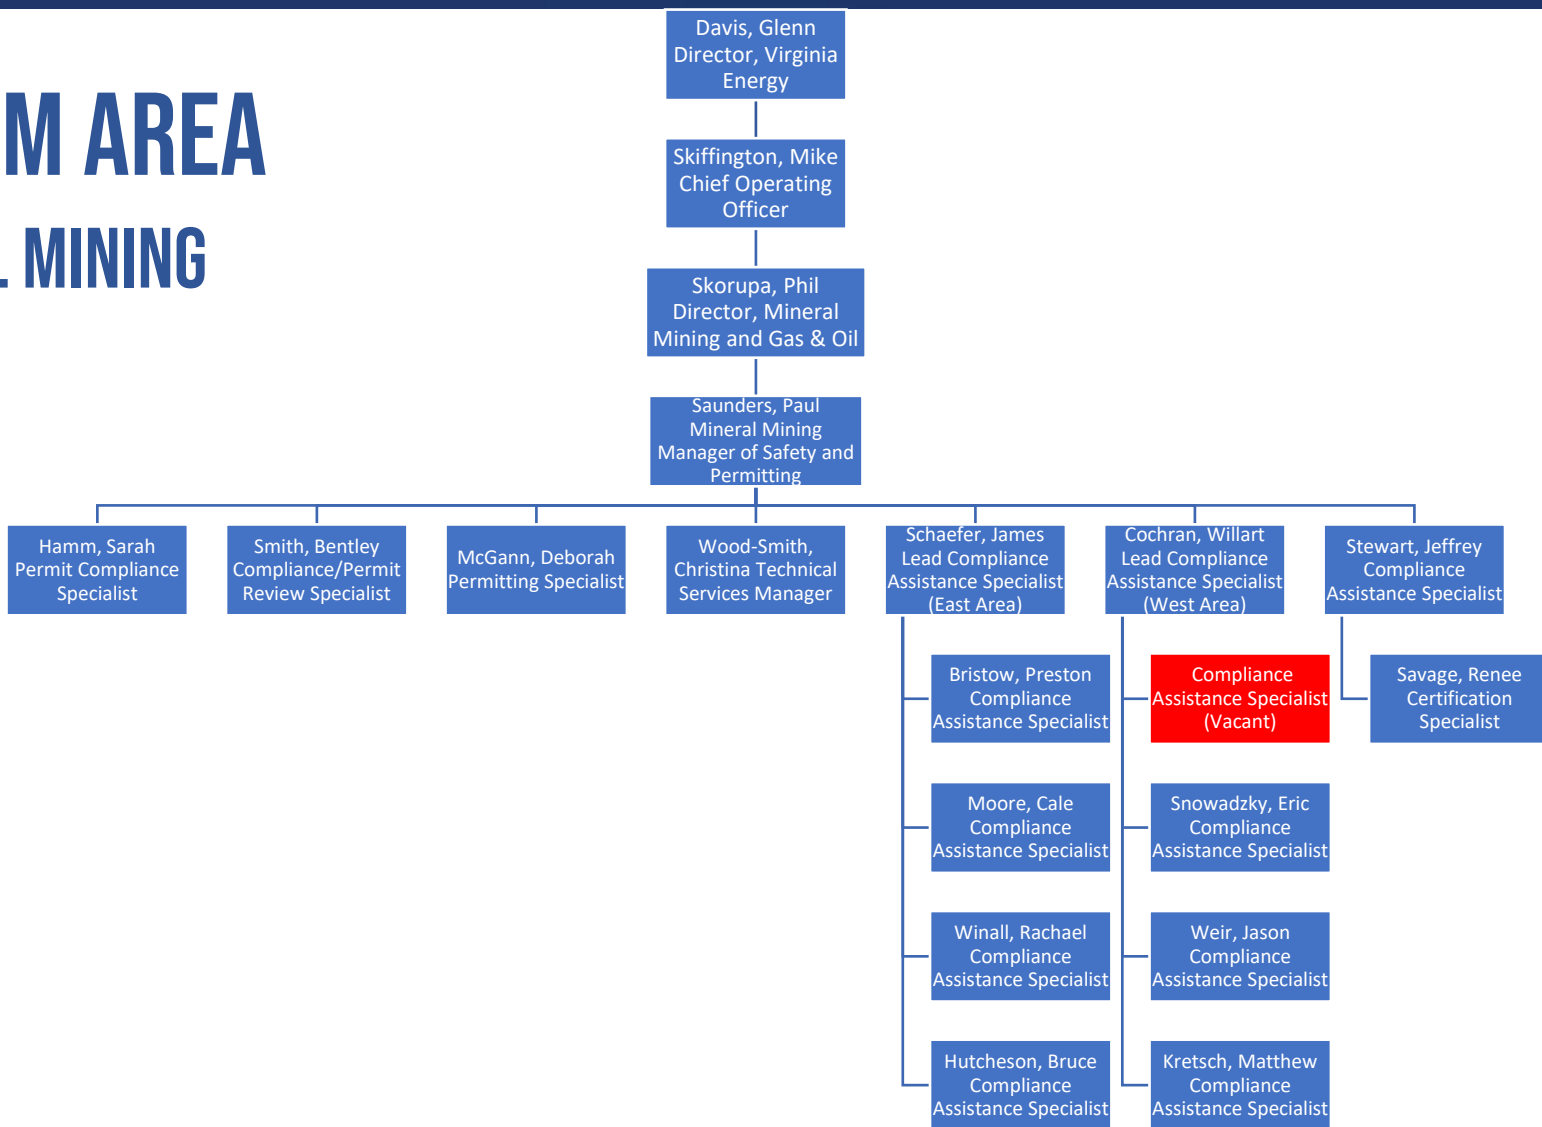 M AREA
. MINING
Davis, Glenn
Director, Virginia
Energy
Skiffington, Mike
Chief Operating
Officer
Skorupa, Phil
Director, Mineral
Mining and Gas & Oil
Saunders, Paul
Mineral Mining
Manager of Safety and
Permitting
Hamm, Sarah
Permit Compliance
Specialist
Smith, Bentley
Compliance/Permit
Review Specialist
McGann, Deborah
Permitting Specialist
Wood-Smith,
Christina Technical
Services Manager
Schaefer, James
Lead Compliance
Assistance Specialist
(East Area)
Cochran, Willart
Lead Compliance
Assistance Specialist
(West Area)
Stewart, Jeffrey
Compliance
Assistance Specialist
Bristow, Preston
Compliance
Assistance Specialist
Compliance
Assistance Specialist
(Vacant)
Savage, Renee
Certification
Specialist
Moore, Cale
Compliance
Assistance Specialist
Snowadzky, Eric
Compliance
Assistance Specialist
Winall, Rachael
Compliance
Assistance Specialist
Weir, Jason
Compliance
Assistance Specialist
Hutcheson, Bruce
Compliance
Assistance Specialist
Kretsch, Matthew
Compliance
Assistance Specialist